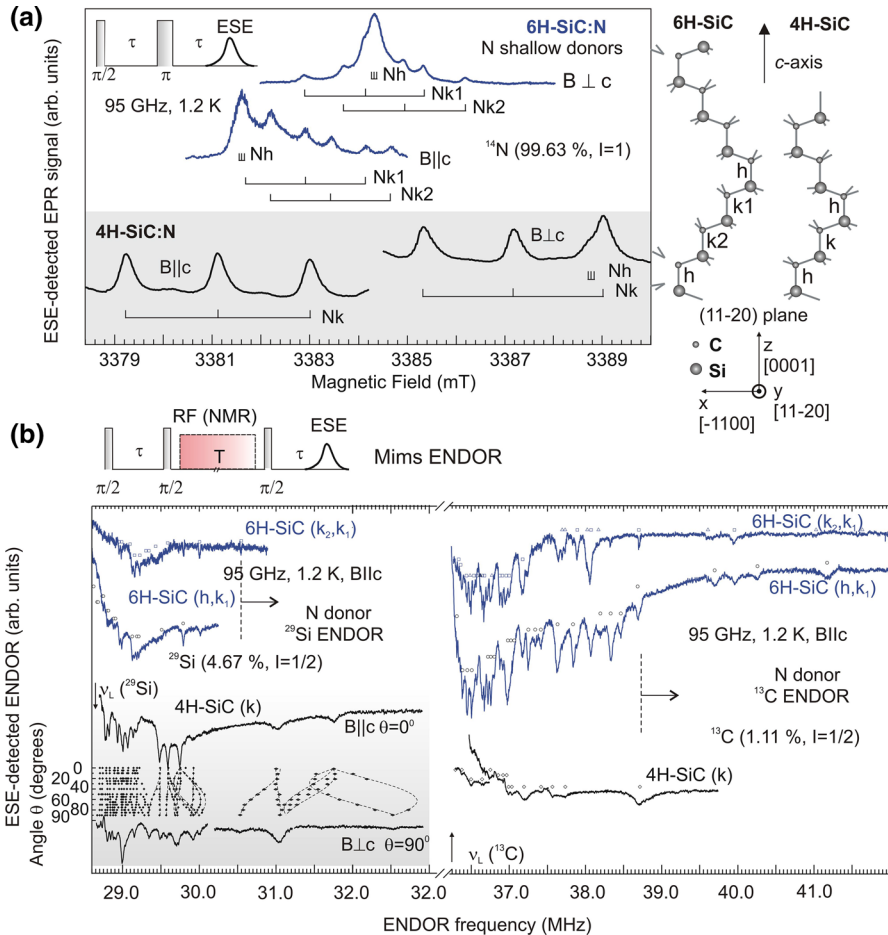 (a)
ESE-detected EPR signal (arb. units)
τ τ ESE
π/2 π
95 GHz, 1.2 K
6H-SiC:N
N shallow donors
Nh
B ⊥ c
Nk1
Nk2
Nh
B||c
¹⁴N (99.63 %, I=1)
Nk1
Nk2
4H-SiC:N
B||c
B⊥c
Nh
Nk
Nk
3379 3381 3383 3385 3387 3389
Magnetic Field (mT)
6H-SiC 4H-SiC
c-axis
h
k1
k2
h
h
k
h
(11-20) plane
C
Si
z
[0001]
x
[-1100]
y
[11-20]
(b)
RF (NMR)
ESE
τ T τ
π/2 π/2 π/2
Mims ENDOR
ESE-detected ENDOR (arb. units)
6H-SiC (k₂,k₁)
95 GHz, 1.2 K, BIIc
6H-SiC (h,k₁)
N donor
²⁹Si ENDOR
²⁹Si (4.67 %, I=1/2)
ν_L (²⁹Si)
4H-SiC (k)
B||c θ=0⁰
Angle θ (degrees)
0
20
40
60
80
90
B⊥c θ=90⁰
6H-SiC (k₂,k₁)
6H-SiC (h,k₁)
95 GHz, 1.2 K, BIIc
N donor
¹³C ENDOR
¹³C (1.11 %, I=1/2)
4H-SiC (k)
ν_L (¹³C)
29.0 30.0 31.0 32.0 32.0 37.0 38.0 39.0 40.0 41.0
ENDOR frequency (MHz)